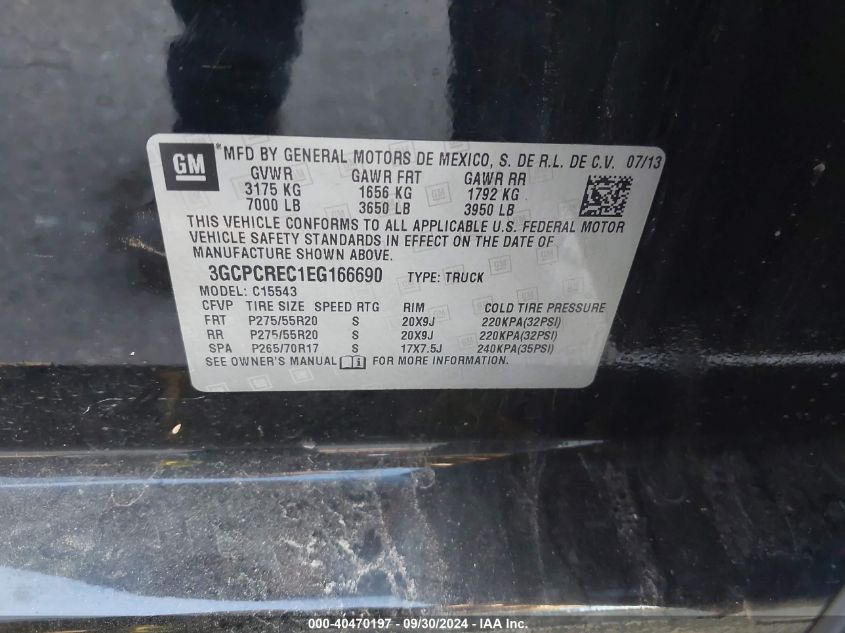 GM
*MFD BY GENERAL MOTORS DE MEXICO, S. DE R.L. DE C.V. 07/13
GVWR GAWR FRT GAWR RR
3175 KG 1656 KG 1792 KG
7000 LB 3650 LB 3950 LB
THIS VEHICLE CONFORMS TO ALL APPLICABLE U.S. FEDERAL MOTOR
VEHICLE SAFETY STANDARDS IN EFFECT ON THE DATE OF
MANUFACTURE SHOWN ABOVE.
3GCPCREC1EG166690 TYPE: TRUCK
MODEL: C15543
CFVP TIRE SIZE SPEED RTG RIM COLD TIRE PRESSURE
FRT P275/55R20 S 20X9J 220KPA(32PSI)
RR P275/55R20 S 20X9J 220KPA(32PSI)
SPA P265/70R17 S 17X7.5J 240KPA(35PSI)
SEE OWNER'S MANUAL FOR MORE INFORMATION.
000-40470197 - 09/30/2024 - IAA Inc.